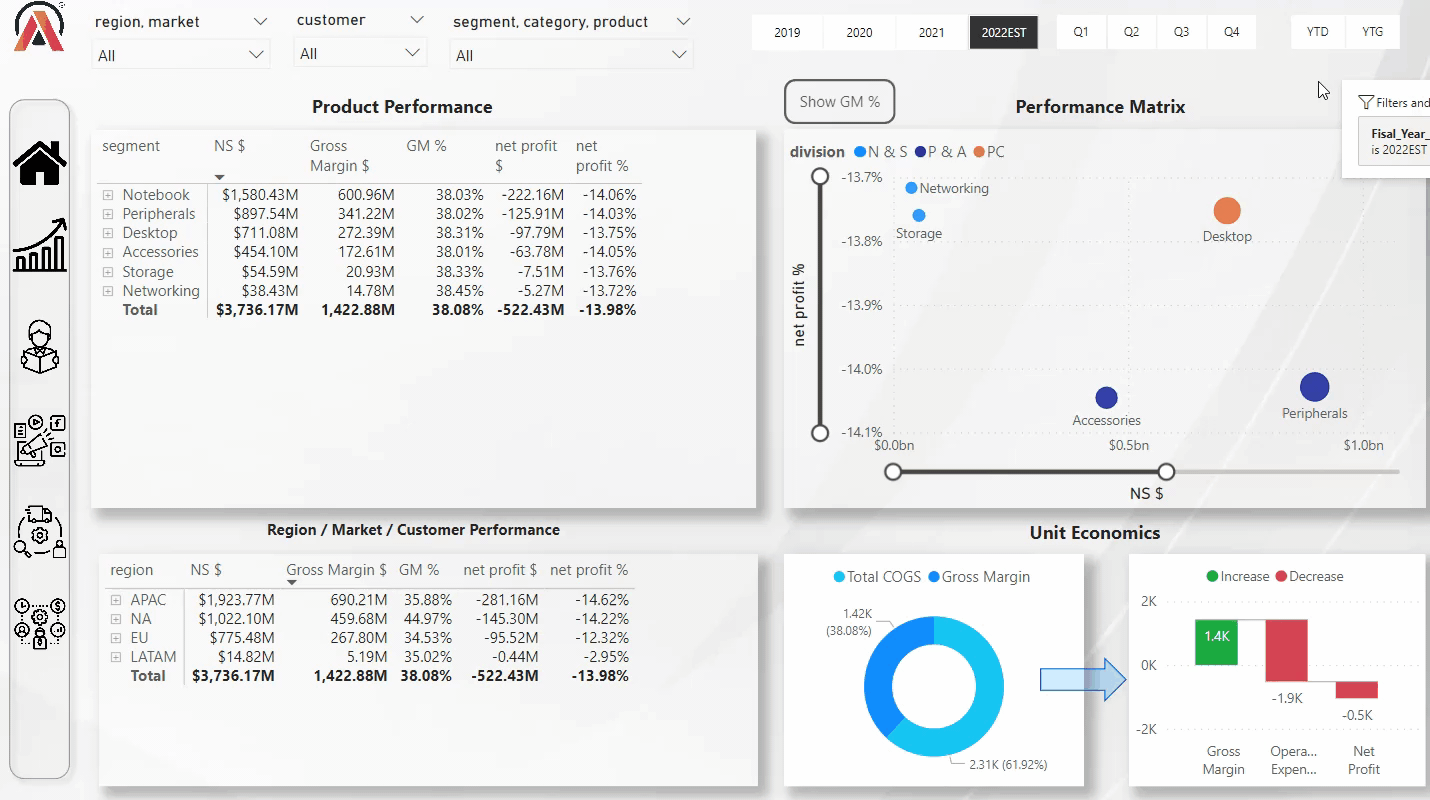 region, market
customer
segment, category, product
All
All
All
2019 2020 2021 2022EST Q1 Q2 Q3 Q4 YTD YTG
Product Performance
segment NS $ Gross Margin $ GM % net profit $ net profit %
Notebook $1,580.43M 600.96M 38.03% -222.16M -14.06%
Peripherals $897.54M 341.22M 38.02% -125.91M -14.03%
Desktop $711.08M 272.39M 38.31% -97.79M -13.75%
Accessories $454.10M 172.61M 38.01% -63.78M -14.05%
Storage $54.59M 20.93M 38.33% -7.51M -13.76%
Networking $38.43M 14.78M 38.45% -5.27M -13.72%
Total $3,736.17M 1,422.88M 38.08% -522.43M -13.98%
Show GM %
Performance Matrix
Filters and
Fisal_Year_
is 2022EST
division N & S P & A PC
-13.7%
-13.8%
-13.9%
-14.0%
-14.1%
net profit %
Networking
Storage
Desktop
Accessories
Peripherals
$0.0bn $0.5bn $1.0bn
NS $
Region / Market / Customer Performance
region NS $ Gross Margin $ GM % net profit $ net profit %
APAC $1,923.77M 690.21M 35.88% -281.16M -14.62%
NA $1,022.10M 459.68M 44.97% -145.30M -14.22%
EU $775.48M 267.80M 34.53% -95.52M -12.32%
LATAM $14.82M 5.19M 35.02% -0.44M -2.95%
Total $3,736.17M 1,422.88M 38.08% -522.43M -13.98%
Unit Economics
Total COGS Gross Margin
1.42K
(38.08%)
2.31K (61.92%)
Increase Decrease
2K
0K
-2K
1.4K
-1.9K
-0.5K
Gross Margin
Opera... Expen...
Net Profit